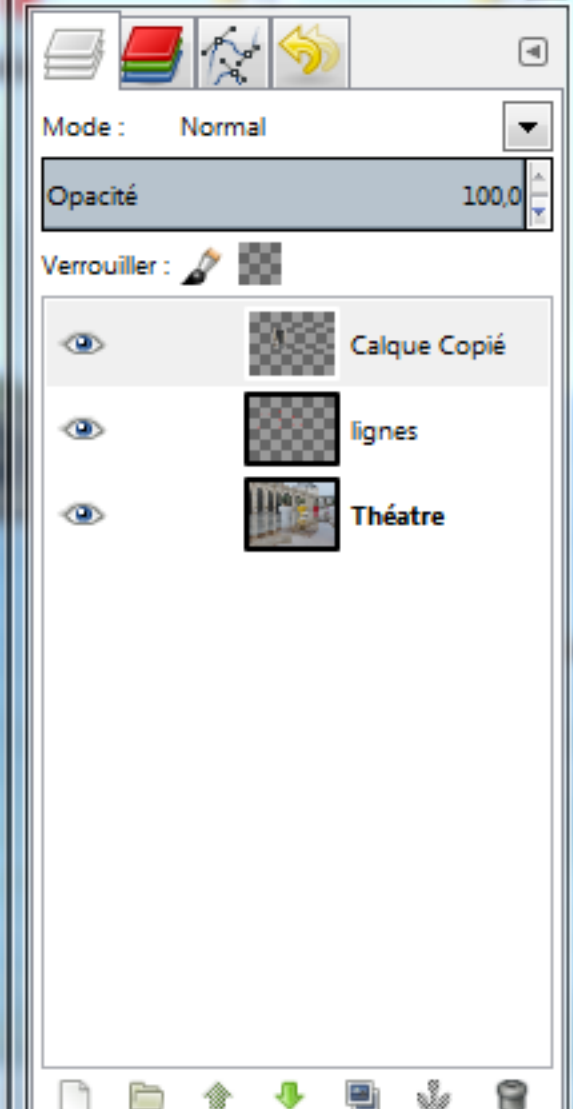 Mode : Normal
Opacité 100,0
Verrouiller :
Calque Copié
lignes
Théatre